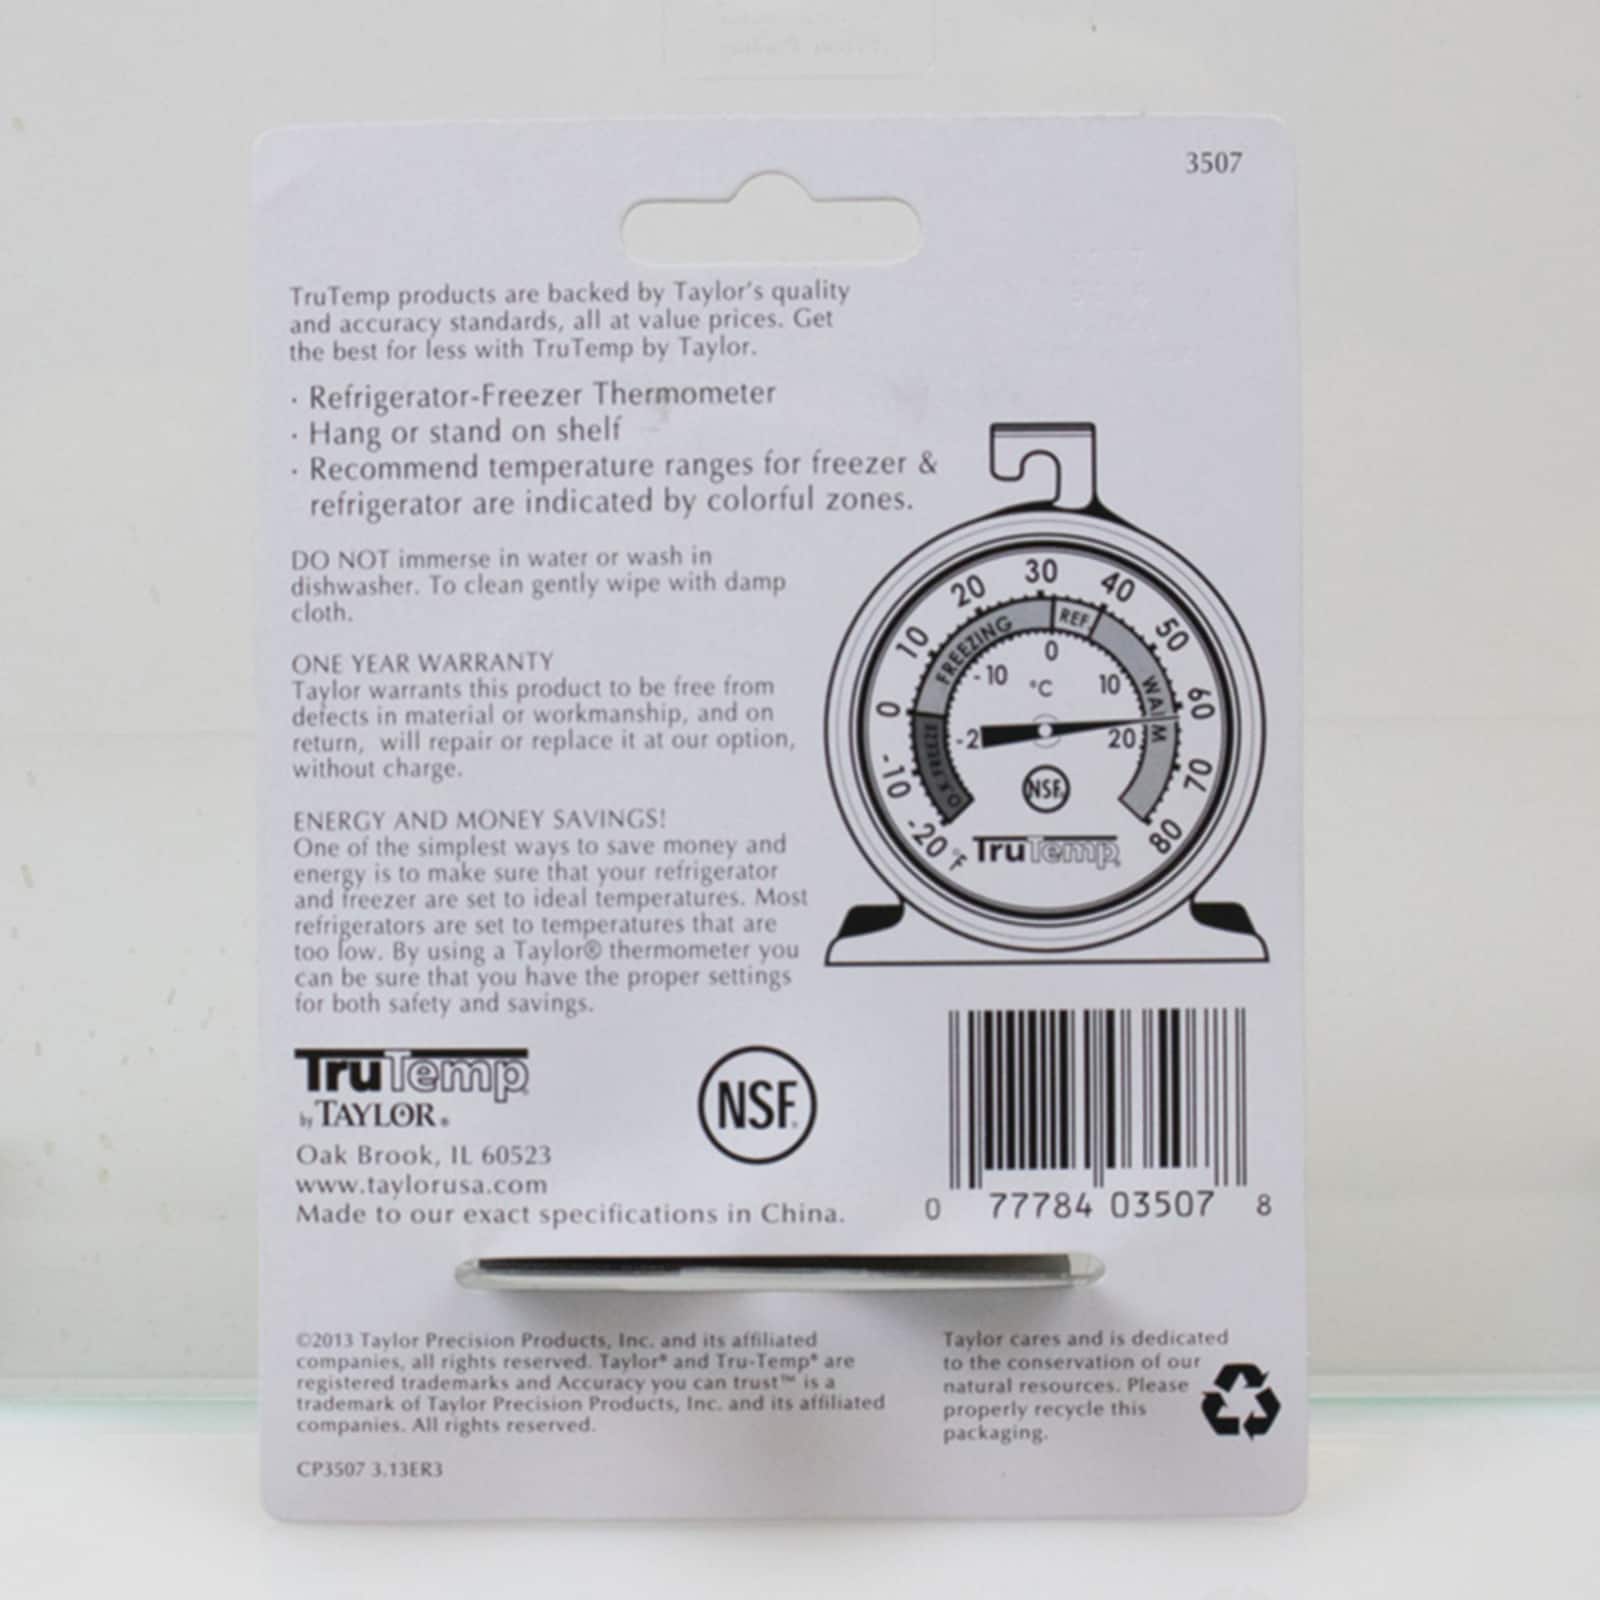 3507
TruTemp products are backed by Taylor's quality
and accuracy standards, all at value prices. Get
the best for less with TruTemp by Taylor.
· Refrigerator-Freezer Thermometer
· Hang or stand on shelf
· Recommend temperature ranges for freezer &
refrigerator are indicated by colorful zones.
DO NOT immerse in water or wash in
dishwasher. To clean gently wipe with damp
cloth.
ONE YEAR WARRANTY
Taylor warrants this product to be free from
defects in material or workmanship, and on
return, will repair or replace it at our option,
without charge.
ENERGY AND MONEY SAVINGS!
One of the simplest ways to save money and
energy is to make sure that your refrigerator
and freezer are set to ideal temperatures. Most
refrigerators are set to temperatures that are
too low. By using a Taylor® thermometer you
can be sure that you have the proper settings
for both safety and savings.
-20 -10 0 10 20 30 40 50 60 70 80
°F
FREEZING
REF.
WARM
-2 -10 0 10 20
°C
NSF
TruTemp
TruTemp
by TAYLOR®
NSF
Oak Brook, IL 60523
www.taylorusa.com
Made to our exact specifications in China.
0 77784 03507 8
©2013 Taylor Precision Products, Inc. and its affiliated
companies, all rights reserved. Taylor® and Tru-Temp® are
registered trademarks and Accuracy you can trust™ is a
trademark of Taylor Precision Products, Inc. and its affiliated
companies. All rights reserved.
CP3507 3.13ER3
Taylor cares and is dedicated
to the conservation of our
natural resources. Please
properly recycle this
packaging.